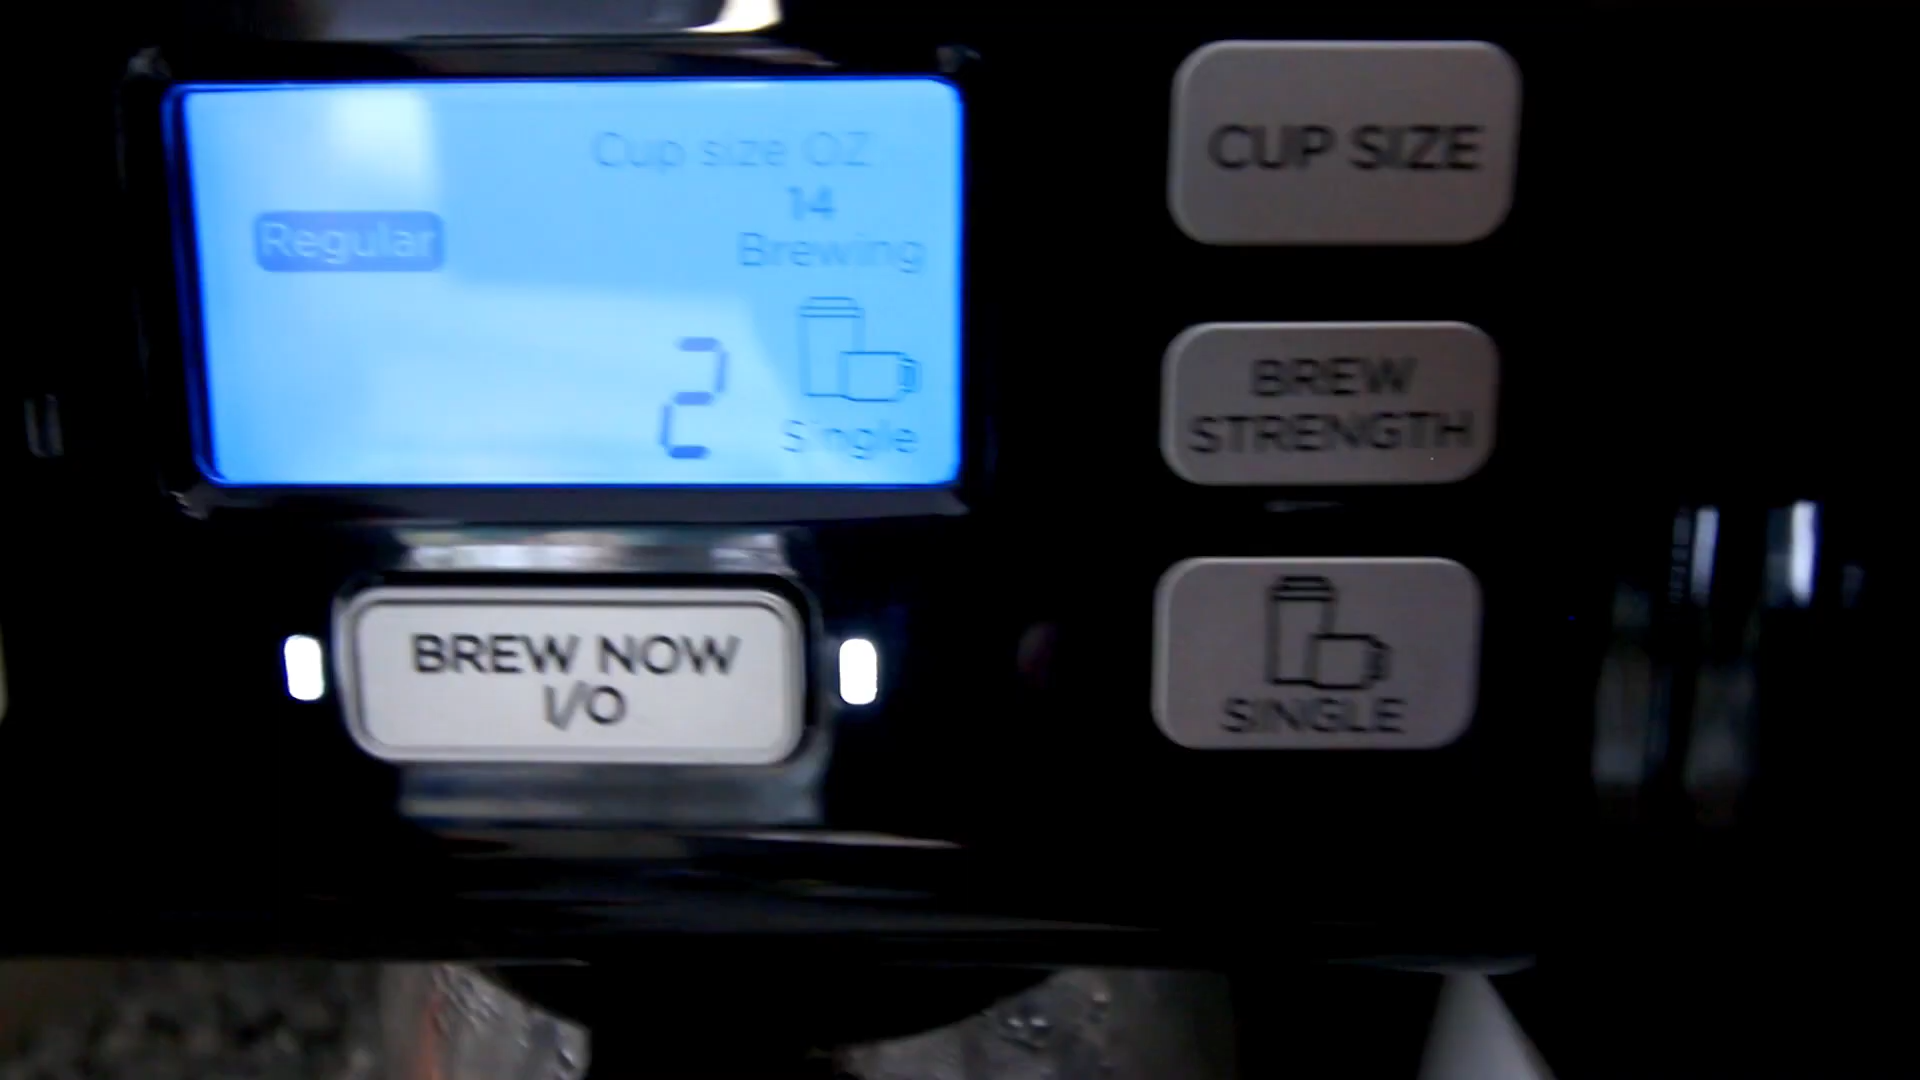 Cup size OZ
14
Regular
Brewing
2
Single
BREW NOW
I/O
CUP SIZE
BREW
STRENGTH
SINGLE